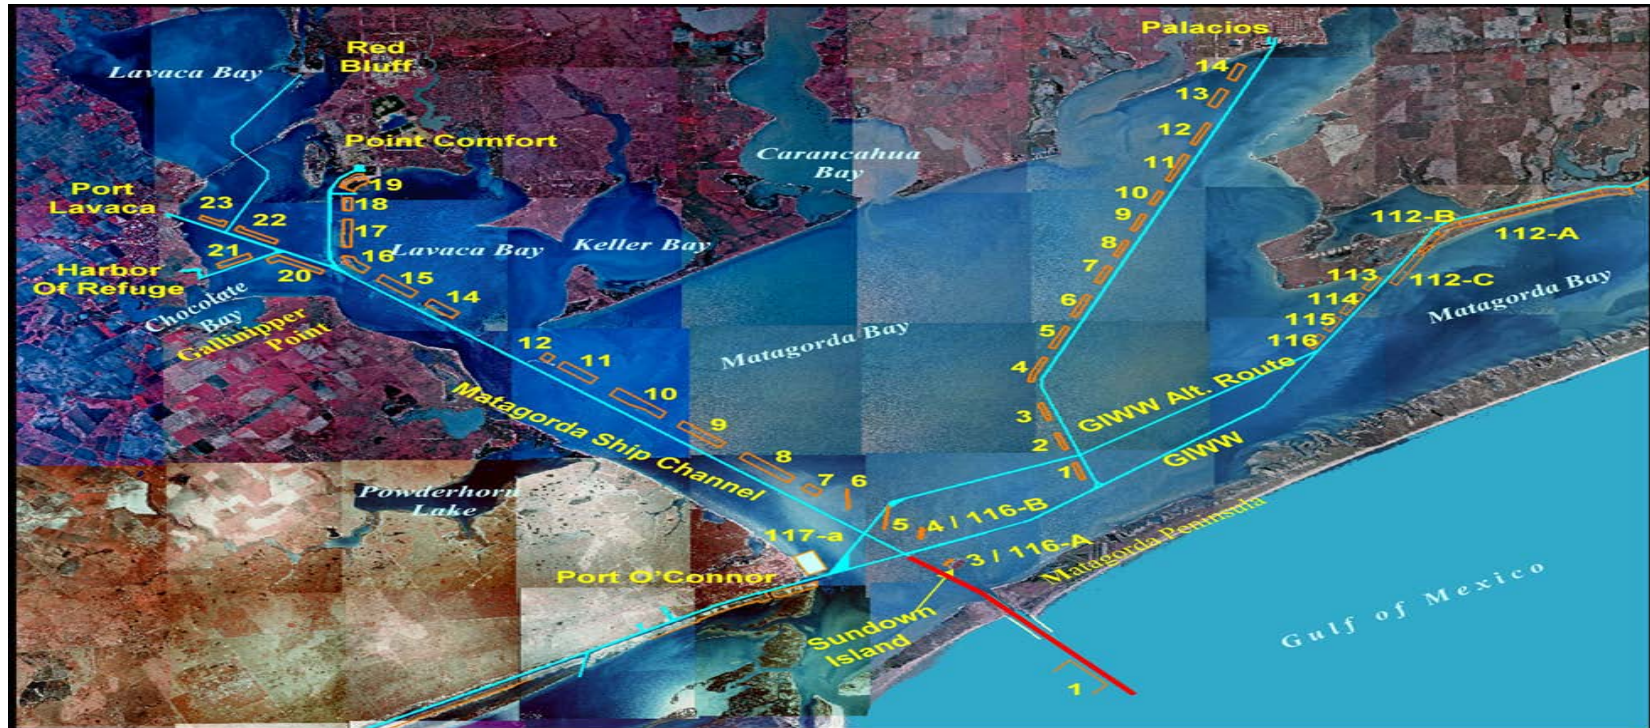 Palacios
Red
Bluff
Lavaca Bay
14
13
12
Point Comfort
Carancahua
Bay
11
19
Port
Lavaca
10
18
23
22
9
112-B
112-A
17
Lavaca Bay
Keller Bay
8
21
16
7
Harbor
Of Refuge
20
15
113
112-C
14
6
114
Matagorda Bay
Chocolate
Bay
115
Gallinipper
Point
5
116
Matagorda Bay
12
11
4
GIWW Alt. Route
10
Matagorda Ship Channel
3
9
2
GIWW
8
1
7
6
Powderhorn
Lake
5
4 / 116-B
117-a
3 / 116-A
Matagorda Peninsula
Port O'Connor
Gulf of Mexico
Sundown
Island
1